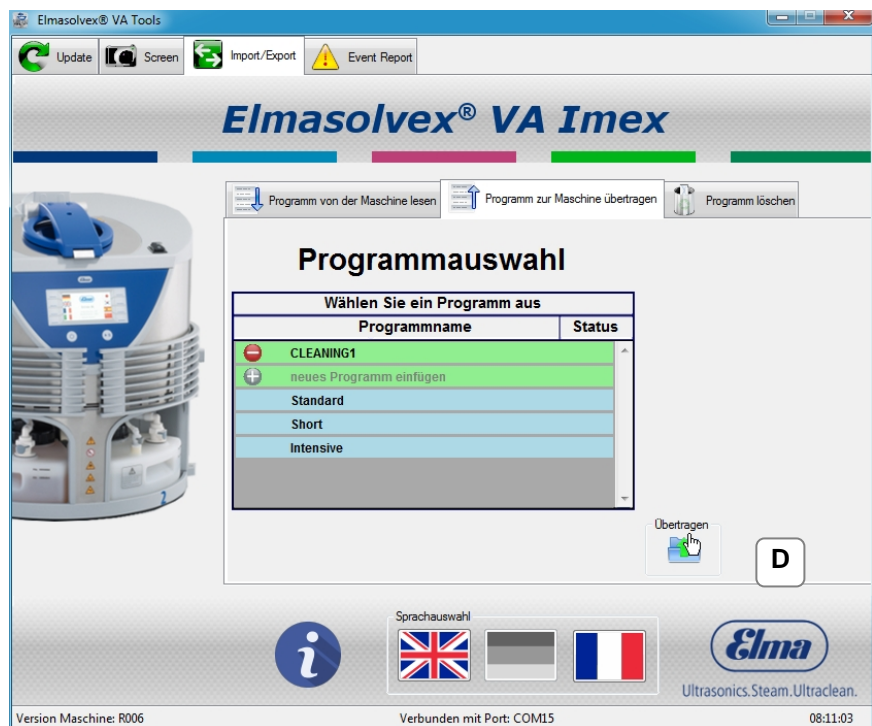 Elmasolvex® VA Tools
Update Screen Import/Export Event Report
Elmasolvex® VA Imex
Programm von der Maschine lesen Programm zur Maschine übertragen Programm löschen
Programmauswahl
Wählen Sie ein Programm aus
Programmname Status
CLEANING1
neues Programm einfügen
Standard
Short
Intensive
Übertragen
D
Sprachauswahl
Elma
Ultrasonics.Steam.Ultraclean.
Version Maschine: R006 Verbunden mit Port: COM15 08:11:03
2